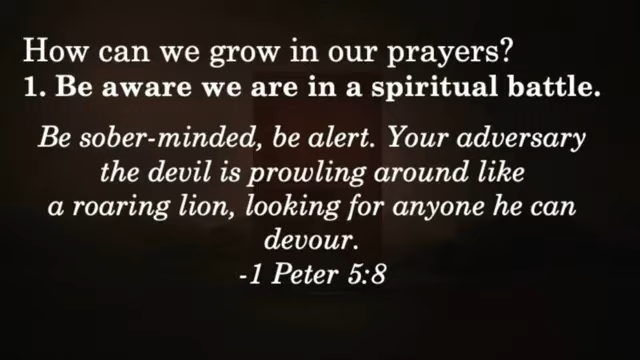 How can we grow in our prayers?
1. Be aware we are in a spiritual battle.
Be sober-minded, be alert. Your adversary
the devil is prowling around like
a roaring lion, looking for anyone he can
devour.
-1 Peter 5:8